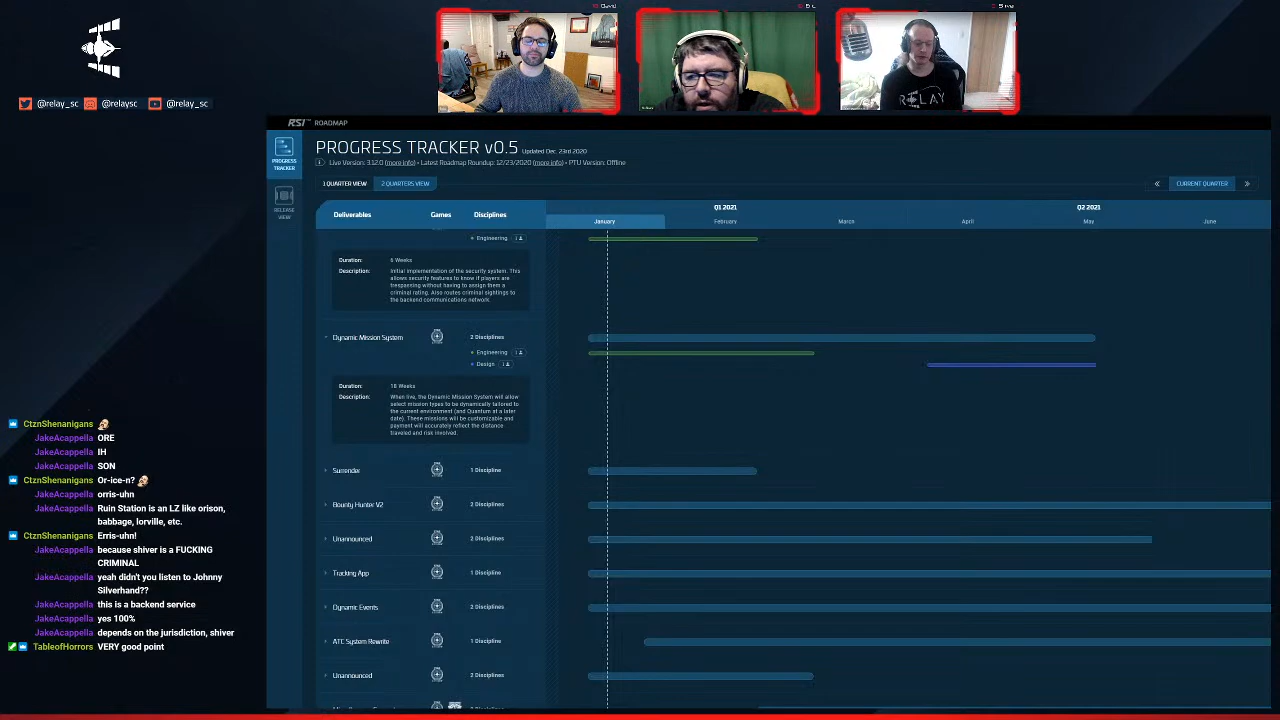 David
@relay_sc
@relaysc
@relay_sc
RELAY
RSI ROADMAP
PROGRESS TRACKER
RELEASE VIEW
PROGRESS TRACKER v0.5 Updated Dec. 23rd 2020
Live Version: 3.12.0 (more info) • Latest Roadmap Roundup: 12/23/2020 (more info) • PTU Version: Offline
1 QUARTER VIEW
2 QUARTERS VIEW
«
CURRENT QUARTER
»
Deliverables
Games
Disciplines
Q1 2021
Q2 2021
January
February
March
April
May
June
Engineering 1
Duration: 6 Weeks
Description: Initial implementation of the security system. This
allows security features to know if players are
trespassing without having to assign them a
criminal rating. Also routes criminal sightings to
the backend communications network.
Dynamic Mission System
2 Disciplines
Engineering 1
Design 1
Duration: 18 Weeks
Description: When live, the Dynamic Mission System will allow
select mission types to be dynamically tailored to
the current environment (and Quantum at a later
date). These missions will be customizable and
payment will accurately reflect the distance
traveled and risk involved.
Surrender
1 Discipline
Bounty Hunter V2
2 Disciplines
Unannounced
2 Disciplines
Tracking App
1 Discipline
Dynamic Events
2 Disciplines
ATC System Rewrite
1 Discipline
Unannounced
2 Disciplines
CtznShenanigans
JakeAcappella ORE
JakeAcappella IH
JakeAcappella SON
CtznShenanigans Or-ice-n?
JakeAcappella orris-uhn
JakeAcappella Ruin Station is an LZ like orison,
babbage, lorville, etc.
CtznShenanigans Erris-uhn!
JakeAcappella because shiver is a FUCKING
CRIMINAL
JakeAcappella yeah didn't you listen to Johnny
Silverhand??
JakeAcappella this is a backend service
JakeAcappella yes 100%
JakeAcappella depends on the jurisdiction, shiver
TableofHorrors VERY good point